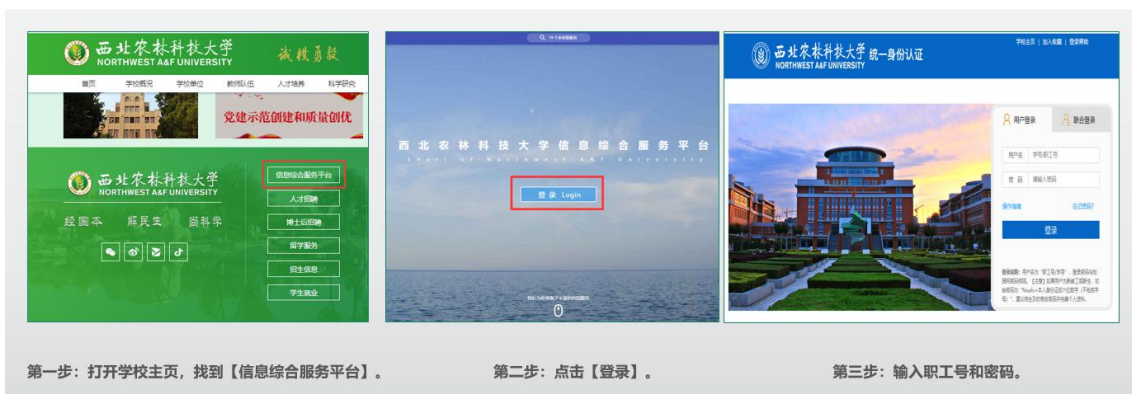 西北农林科技大学
NORTHWEST A&F UNIVERSITY
诚朴勇毅
首页 学校概况 学校单位 教师队伍 人才培养 科学研究
党建示范创建和质量创优
西北农林科技大学
NORTHWEST A&F UNIVERSITY
经国本 解民生 尚科学
信息综合服务平台
人才招聘
博士后招聘
留学服务
招生信息
学生就业
第一步：打开学校主页，找到【信息综合服务平台】。
西北农林科技大学信息综合服务平台
登录 Login
第二步：点击【登录】。
西北农林科技大学 统一身份认证
NORTHWEST A&F UNIVERSITY
学校主页 | 加入收藏 | 登录帮助
用户登录 联合登录
用户名 学号/职工号
密 码 请输入密码
操作指南 忘记密码?
登录
第三步：输入职工号和密码。